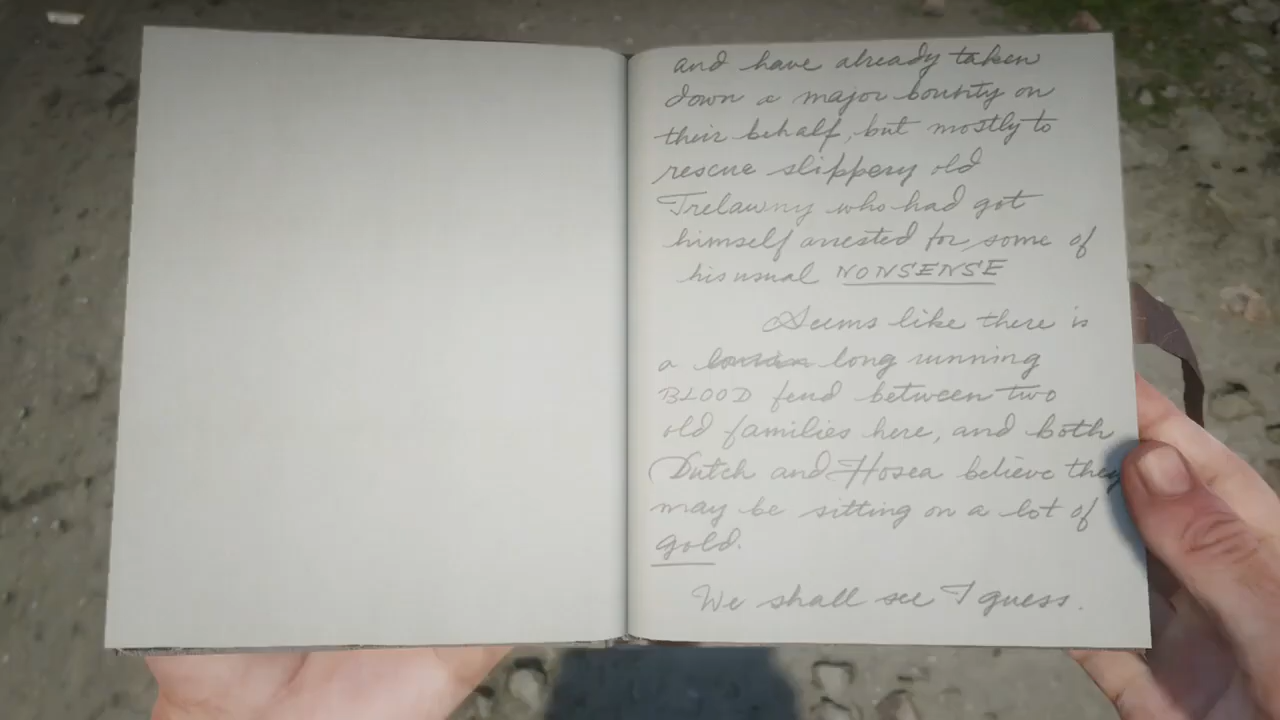 and have already taken
down a major bounty on
their behalf, but mostly to
rescue slippery old
Trelawny who had got
himself arrested for some of
his usual NONSENSE
Seems like there is
a long running
BLOOD feud between two
old families here, and both
Dutch and Hosea believe they
may be sitting on a lot of
gold.
We shall see I guess.